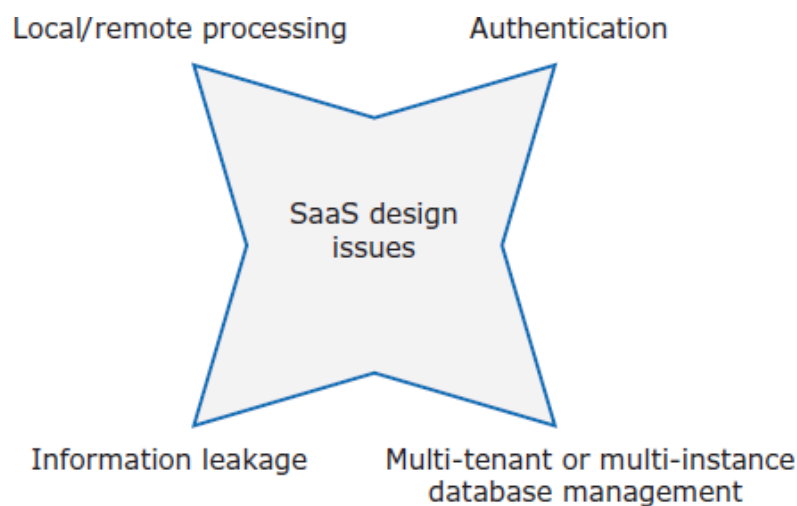 Local/remote processing
Authentication
SaaS design
issues
Information leakage
Multi-tenant or multi-instance
database management